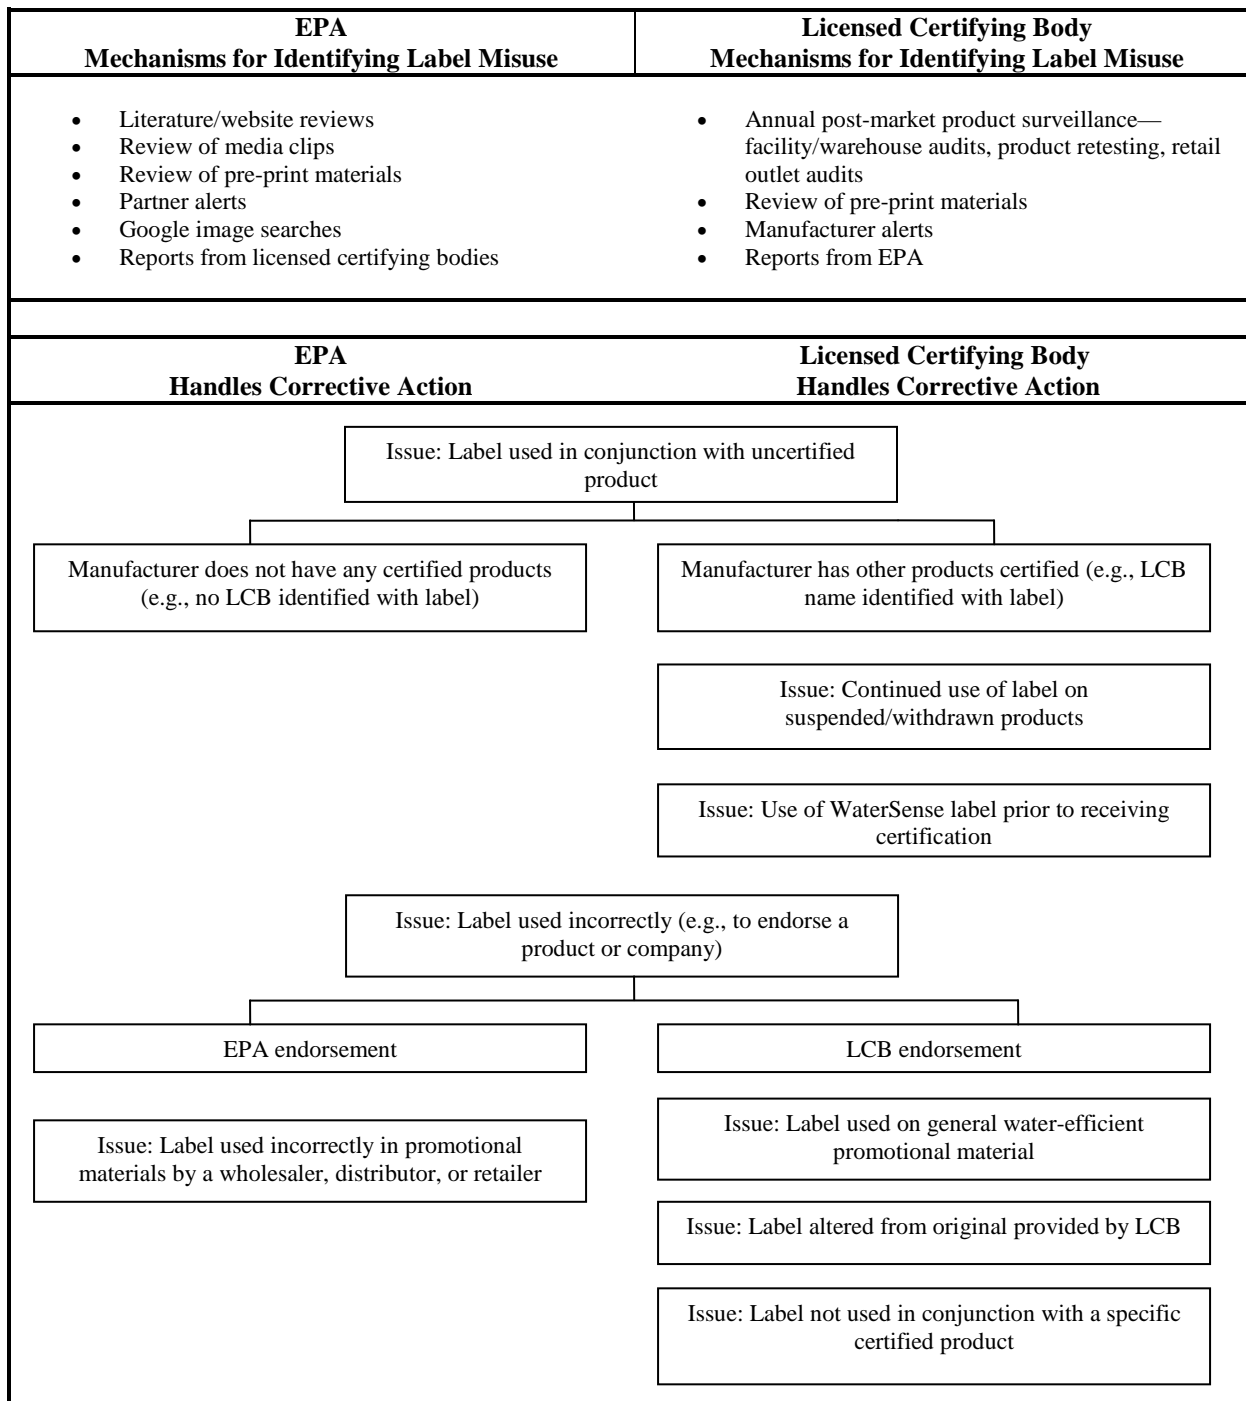 EPA
Mechanisms for Identifying Label Misuse
Licensed Certifying Body
Mechanisms for Identifying Label Misuse
• Literature/website reviews
• Review of media clips
• Review of pre-print materials
• Partner alerts
• Google image searches
• Reports from licensed certifying bodies
• Annual post-market product surveillance—
facility/warehouse audits, product retesting, retail
outlet audits
• Review of pre-print materials
• Manufacturer alerts
• Reports from EPA
EPA
Handles Corrective Action
Licensed Certifying Body
Handles Corrective Action
Issue: Label used in conjunction with uncertified
product
Manufacturer does not have any certified products
(e.g., no LCB identified with label)
Manufacturer has other products certified (e.g., LCB
name identified with label)
Issue: Continued use of label on
suspended/withdrawn products
Issue: Use of WaterSense label prior to receiving
certification
Issue: Label used incorrectly (e.g., to endorse a
product or company)
EPA endorsement
LCB endorsement
Issue: Label used incorrectly in promotional
materials by a wholesaler, distributor, or retailer
Issue: Label used on general water-efficient
promotional material
Issue: Label altered from original provided by LCB
Issue: Label not used in conjunction with a specific
certified product